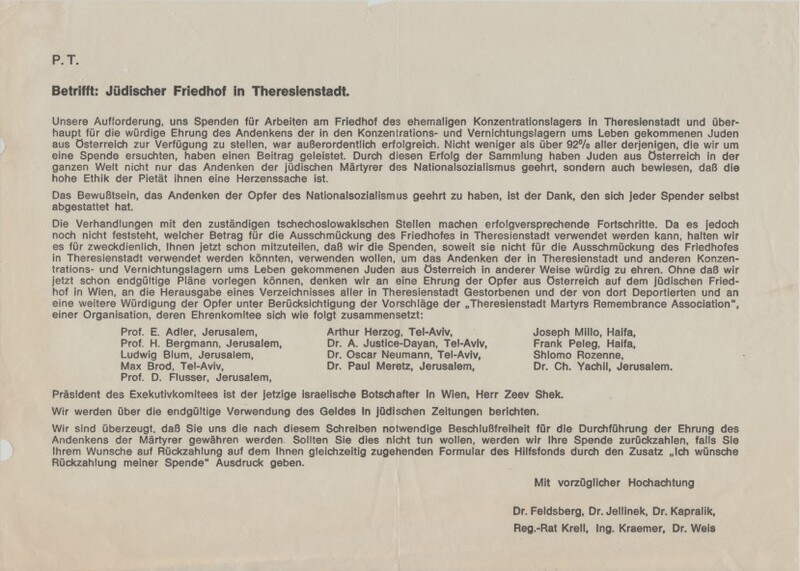 P. T.
Betrifft: Jüdischer Friedhof in Theresienstadt.
Unsere Aufforderung, uns Spenden für Arbeiten am Friedhof des ehemaligen Konzentrationslagers in Theresienstadt und über-
haupt für die würdige Ehrung des Andenkens der in den Konzentrations- und Vernichtungslagern ums Leben gekommenen Juden
aus Österreich zur Verfügung zu stellen, war außerordentlich erfolgreich. Nicht weniger als über 92% aller derjenigen, die wir um
eine Spende ersuchten, haben einen Beitrag geleistet. Durch diesen Erfolg der Sammlung haben Juden aus Österreich in der
ganzen Welt nicht nur das Andenken der jüdischen Märtyrer des Nationalsozialismus geehrt, sondern auch bewiesen, daß die
hohe Ethik der Pietät ihnen eine Herzenssache ist.
Das Bewußtsein, das Andenken der Opfer des Nationalsozialismus geehrt zu haben, ist der Dank, den sich jeder Spender selbst
abgestattet hat.
Die Verhandlungen mit den zuständigen tschechoslowakischen Stellen machen erfolgversprechende Fortschritte. Da es jedoch
noch nicht feststeht, welcher Betrag für die Ausschmückung des Friedhofes in Theresienstadt verwendet werden kann, halten wir
es für zweckdienlich, Ihnen jetzt schon mitzuteilen, daß wir die Spenden, soweit sie nicht für die Ausschmückung des Friedhofes
in Theresienstadt verwendet werden könnten, verwenden wollen, um das Andenken der in Theresienstadt und anderen Konzen-
trations- und Vernichtungslagern ums Leben gekommenen Juden aus Österreich in anderer Weise würdig zu ehren. Ohne daß wir
jetzt schon endgültige Pläne vorlegen können, denken wir an eine Ehrung der Opfer aus Österreich auf dem jüdischen Fried-
hof in Wien, an die Herausgabe eines Verzeichnisses aller in Theresienstadt Gestorbenen und der von dort Deportierten und an
eine weitere Würdigung der Opfer unter Berücksichtigung der Vorschläge der „Theresienstadt Martyrs Remembrance Association",
einer Organisation, deren Ehrenkomitee sich wie folgt zusammensetzt:
Prof. E. Adler, Jerusalem, Arthur Herzog, Tel-Aviv, Joseph Millo, Haifa,
Prof. H. Bergmann, Jerusalem, Dr. A. Justice-Dayan, Tel-Aviv, Frank Peleg, Haifa,
Ludwig Blum, Jerusalem, Dr. Oscar Neumann, Tel-Aviv, Shlomo Rozenne,
Max Brod, Tel-Aviv, Dr. Paul Meretz, Jerusalem, Dr. Ch. Yachil, Jerusalem.
Prof. D. Flusser, Jerusalem,
Präsident des Exekutivkomitees ist der jetzige israelische Botschafter in Wien, Herr Zeev Shek.
Wir werden über die endgültige Verwendung des Geldes in jüdischen Zeitungen berichten.
Wir sind überzeugt, daß Sie uns die nach diesem Schreiben notwendige Beschlußfreiheit für die Durchführung der Ehrung des
Andenkens der Märtyrer gewähren werden. Sollten Sie dies nicht tun wollen, werden wir Ihre Spende zurückzahlen, falls Sie
Ihrem Wunsche auf Rückzahlung auf dem Ihnen gleichzeitig zugehenden Formular des Hilfsfonds durch den Zusatz „Ich wünsche
Rückzahlung meiner Spende" Ausdruck geben.
Mit vorzüglicher Hochachtung
Dr. Feldsberg, Dr. Jellinek, Dr. Kapralik,
Reg.-Rat Krell, Ing. Kraemer, Dr. Weis